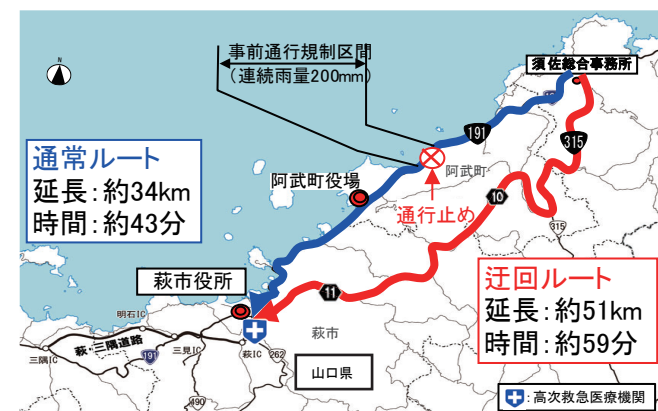 事前通行規制区間
（連続雨量200mm）
須佐総合事務所
N
191
315
通常ルート
延長：約34km
時間：約43分
阿武町役場
阿武町
通行止め
10
315
萩市役所
11
迂回ルート
延長：約51km
時間：約59分
明石IC
萩・三隅道路
三隅IC
191
三見IC
萩IC
262
萩市
山口県
490
：高次救急医療機関